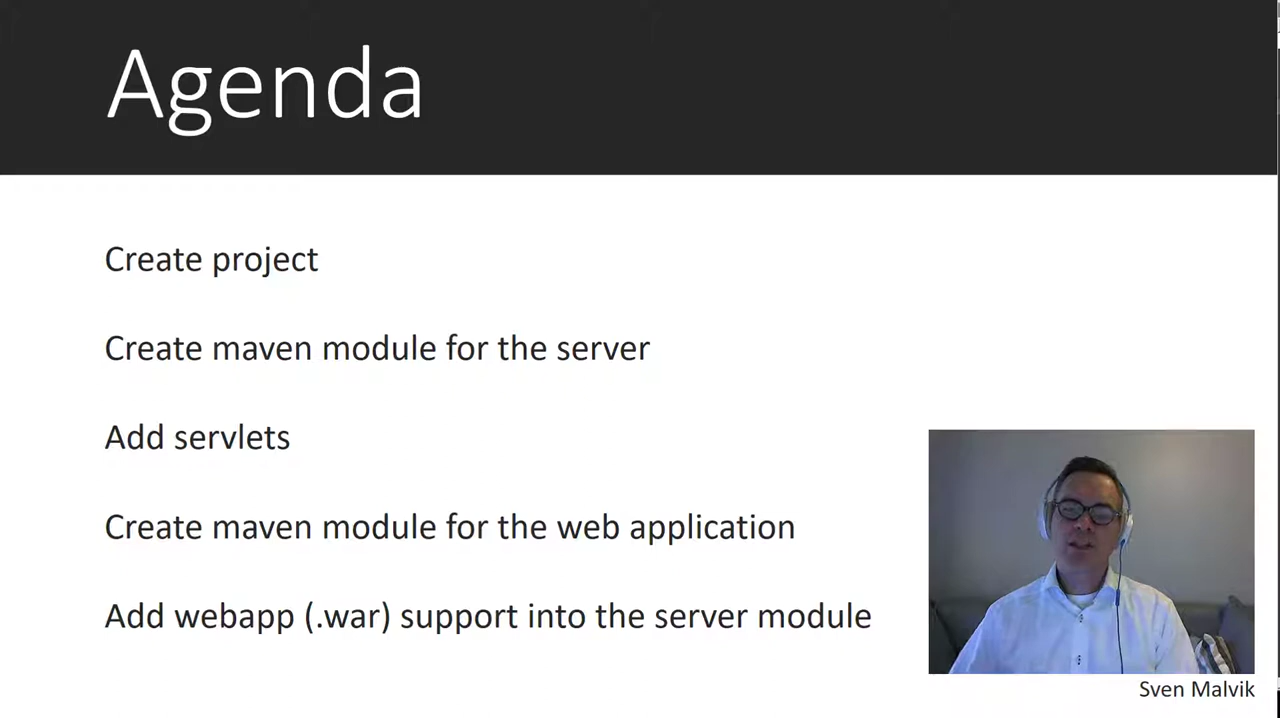 Agenda
Create project
Create maven module for the server
Add servlets
Create maven module for the web application
Add webapp (.war) support into the server module
Sven Malvik